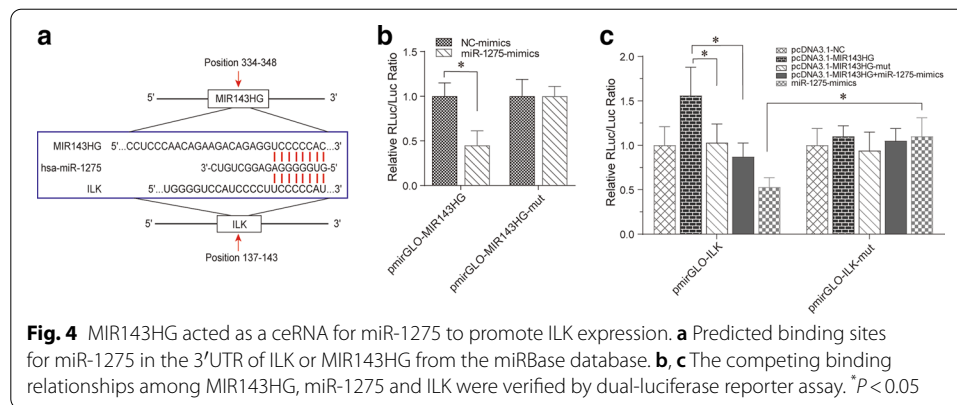 a
Position 334-348
5' MIR143HG 3'
MIR143HG 5'...CCUCCCAACAGAAGACAGAGGUCCCCCAC...3'
hsa-miR-1275 3'-CUGUCGGAGAGGGGGUG-5'
ILK 5'...UGGGGUCCAUCCCCUUCCCCCAU...3'
5' ILK 3'
Position 137-143
b
NC-mimics
miR-1275-mimics
Relative RLuc/Luc Ratio
1.5
1.0
0.5
0.0
*
pmirGLO-MIR143HG
pmirGLO-MIR143HG-mut
c
pcDNA3.1-NC
pcDNA3.1-MIR143HG
pcDNA3.1-MIR143HG-mut
pcDNA3.1-MIR143HG+miR-1275-mimics
miR-1275-mimics
Relative RLuc/Luc Ratio
2.0
1.5
1.0
0.5
0.0
*
*
*
pmirGLO-ILK
pmirGLO-ILK-mut
Fig. 4 MIR143HG acted as a ceRNA for miR-1275 to promote ILK expression. a Predicted binding sites
for miR-1275 in the 3′UTR of ILK or MIR143HG from the miRBase database. b, c The competing binding
relationships among MIR143HG, miR-1275 and ILK were verified by dual-luciferase reporter assay. *P < 0.05